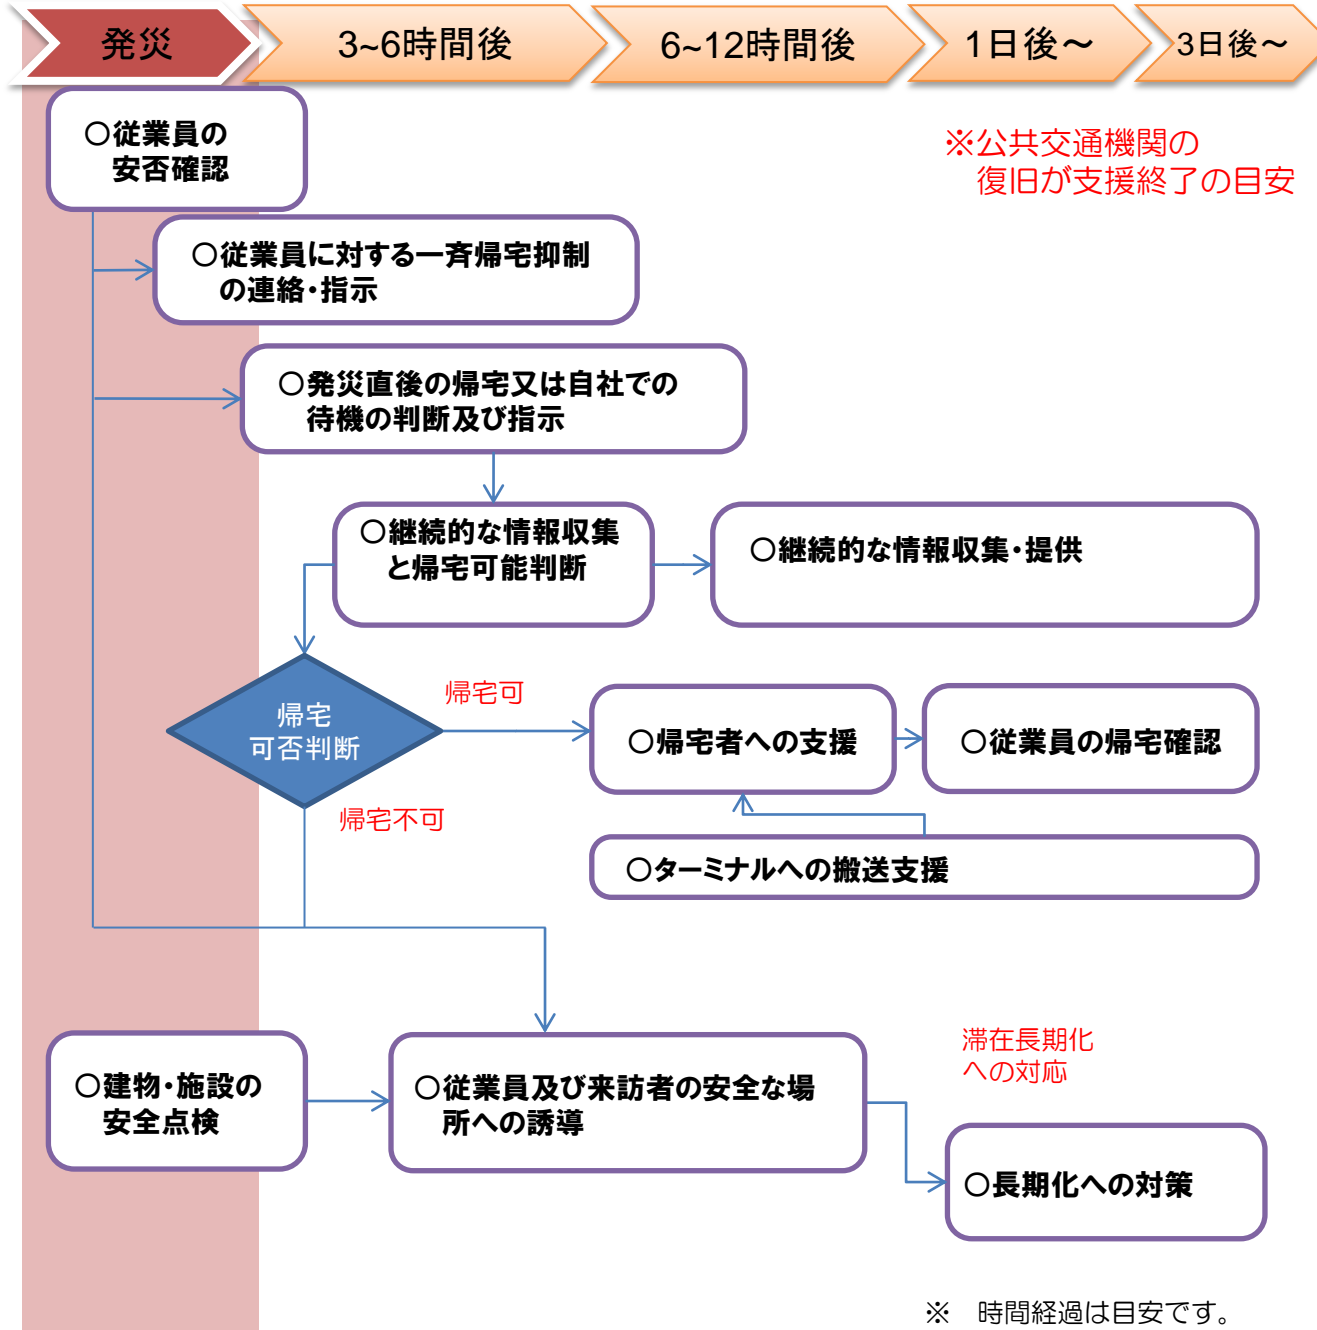 発災
3~6時間後
6~12時間後
1日後～
3日後～
○従業員の
安否確認
※公共交通機関の
復旧が支援終了の目安
○従業員に対する一斉帰宅抑制
の連絡・指示
○発災直後の帰宅又は自社での
待機の判断及び指示
○継続的な情報収集
と帰宅可能判断
○継続的な情報収集・提供
帰宅
可否判断
帰宅可
○帰宅者への支援
○従業員の帰宅確認
帰宅不可
○ターミナルへの搬送支援
○建物・施設の
安全点検
○従業員及び来訪者の安全な場
所への誘導
滞在長期化
への対応
○長期化への対策
※　時間経過は目安です。